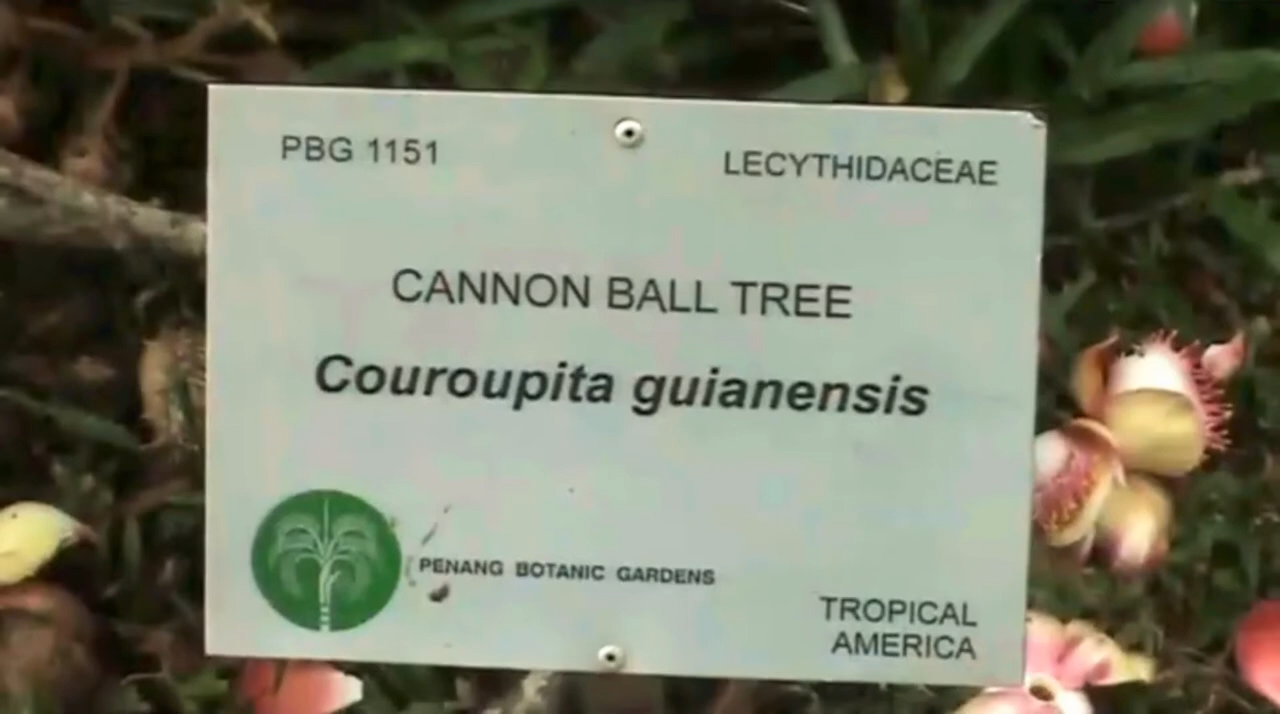 PBG 1151
LECYTHIDACEAE
CANNON BALL TREE
Couroupita guianensis
PENANG BOTANIC GARDENS
TROPICAL
AMERICA